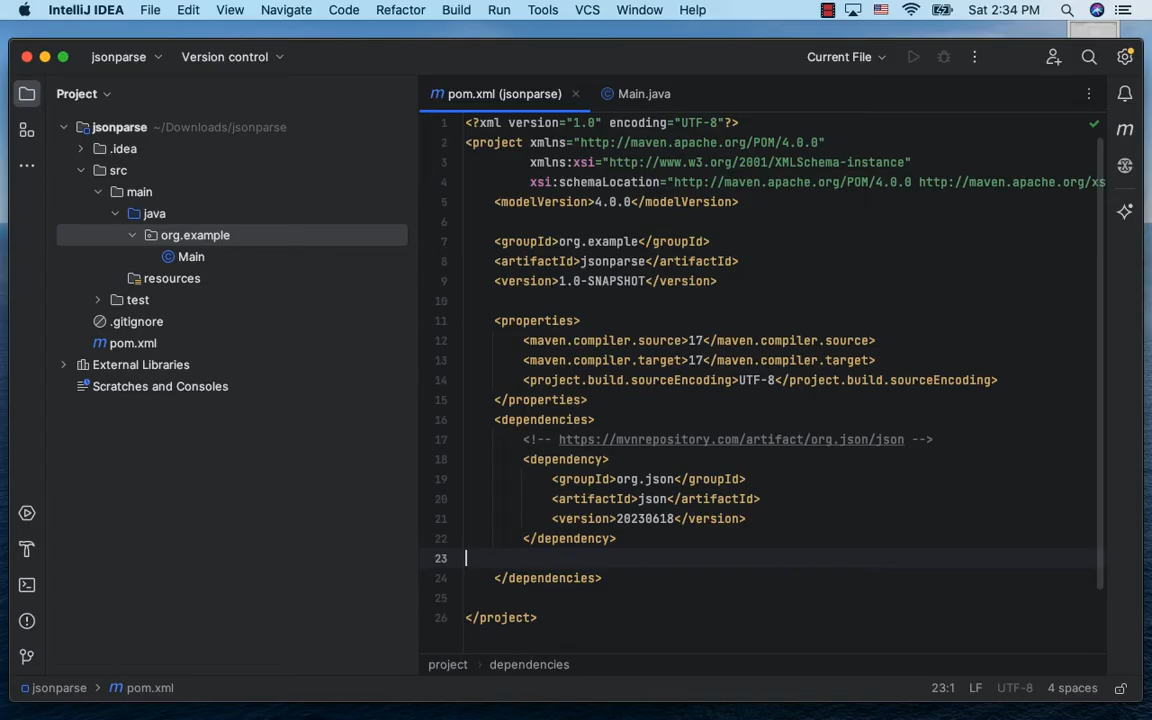 IntelliJ IDEA File Edit View Navigate Code Refactor Build Run Tools VCS Window Help Sat 2:34 PM
jsonparse Version control Current File
Project
pom.xml (jsonparse) Main.java
jsonparse ~/Downloads/jsonparse
.idea
src
main
java
org.example
Main
resources
test
.gitignore
pom.xml
External Libraries
Scratches and Consoles
1 <?xml version="1.0" encoding="UTF-8"?>
2 <project xmlns="http://maven.apache.org/POM/4.0.0"
3 xmlns:xsi="http://www.w3.org/2001/XMLSchema-instance"
4 xsi:schemaLocation="http://maven.apache.org/POM/4.0.0 http://maven.apache.org/xs
5 <modelVersion>4.0.0</modelVersion>
6
7 <groupId>org.example</groupId>
8 <artifactId>jsonparse</artifactId>
9 <version>1.0-SNAPSHOT</version>
10
11 <properties>
12 <maven.compiler.source>17</maven.compiler.source>
13 <maven.compiler.target>17</maven.compiler.target>
14 <project.build.sourceEncoding>UTF-8</project.build.sourceEncoding>
15 </properties>
16 <dependencies>
17 <!-- https://mvnrepository.com/artifact/org.json/json -->
18 <dependency>
19 <groupId>org.json</groupId>
20 <artifactId>json</artifactId>
21 <version>20230618</version>
22 </dependency>
23
24 </dependencies>
25
26 </project>
project dependencies
jsonparse pom.xml 23:1 LF UTF-8 4 spaces